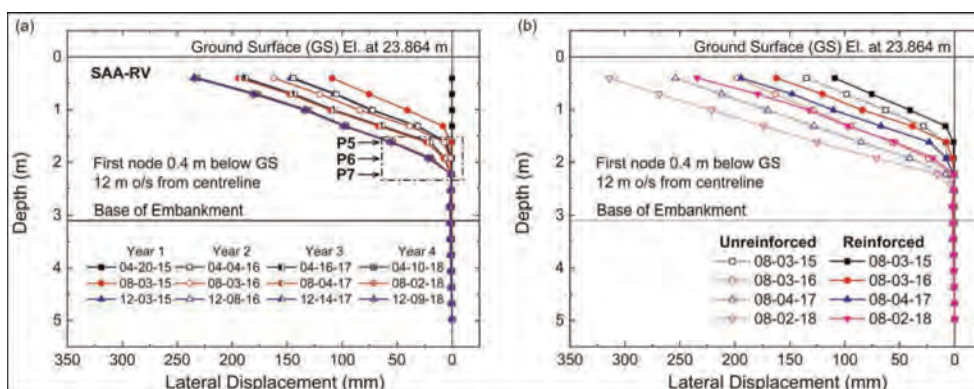 (a)
Ground Surface (GS) El. at 23.864 m
SAA-RV
P5
P6
P7
First node 0.4 m below GS
12 m o/s from centreline
Base of Embankment
Year 1 Year 2 Year 3 Year 4
04-20-15 04-04-16 04-16-17 04-10-18
08-03-15 08-03-16 08-04-17 08-02-18
12-03-15 12-08-16 12-14-17 12-09-18
Depth (m)
0
1
2
3
4
5
350 300 250 200 150 100 50 0
Lateral Displacement (mm)
(b)
Ground Surface (GS) El. at 23.864 m
First node 0.4 m below GS
12 m o/s from centreline
Base of Embankment
Unreinforced Reinforced
08-03-15 08-03-15
08-03-16 08-03-16
08-04-17 08-04-17
08-02-18 08-02-18
Depth (m)
0
1
2
3
4
5
350 300 250 200 150 100 50 0
Lateral Displacement (mm)